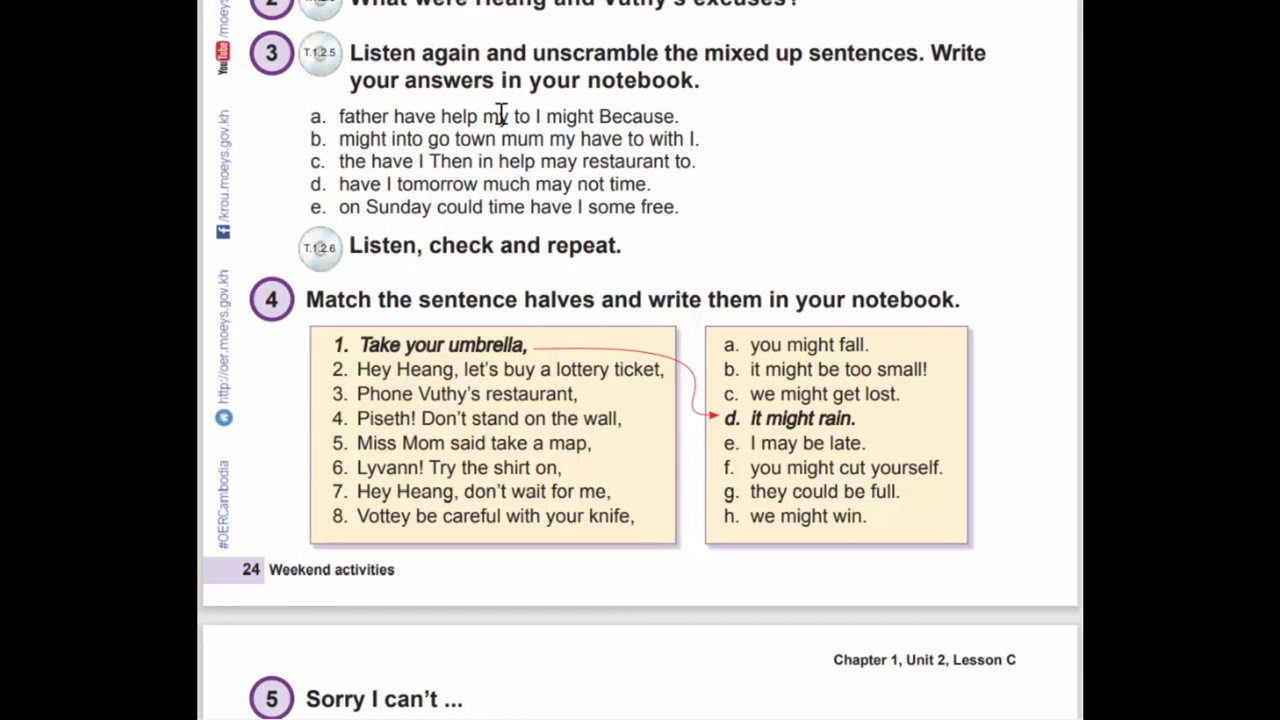 2 What were Heang and Vuthy's excuses?
3 T.1.2.5 Listen again and unscramble the mixed up sentences. Write
your answers in your notebook.
a. father have help my to I might Because.
b. might into go town mum my have to with I.
c. the have I Then in help may restaurant to.
d. have I tomorrow much may not time.
e. on Sunday could time have I some free.
T.1.2.6 Listen, check and repeat.
4 Match the sentence halves and write them in your notebook.
1. Take your umbrella,
2. Hey Heang, let's buy a lottery ticket,
3. Phone Vuthy's restaurant,
4. Piseth! Don't stand on the wall,
5. Miss Mom said take a map,
6. Lyvann! Try the shirt on,
7. Hey Heang, don't wait for me,
8. Vottey be careful with your knife,
a. you might fall.
b. it might be too small!
c. we might get lost.
d. it might rain.
e. I may be late.
f. you might cut yourself.
g. they could be full.
h. we might win.
24 Weekend activities
YouTube /moeys
/krou.moeys.gov.kh
http://oer.moeys.gov.kh
#OERCambodia
Chapter 1, Unit 2, Lesson C
5 Sorry I can't ...